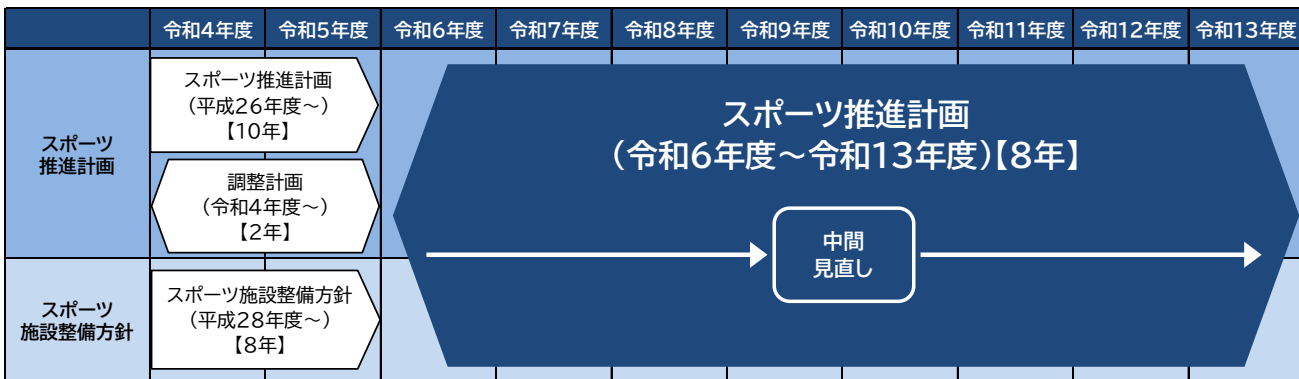 令和4年度 令和5年度 令和6年度 令和7年度 令和8年度 令和9年度 令和10年度 令和11年度 令和12年度 令和13年度
スポーツ
推進計画
スポーツ推進計画
(平成26年度～)
【10年】
調整計画
(令和4年度～)
【2年】
スポーツ推進計画
(令和6年度～令和13年度)【8年】
中間
見直し
スポーツ
施設整備方針
スポーツ施設整備方針
(平成28年度～)
【8年】